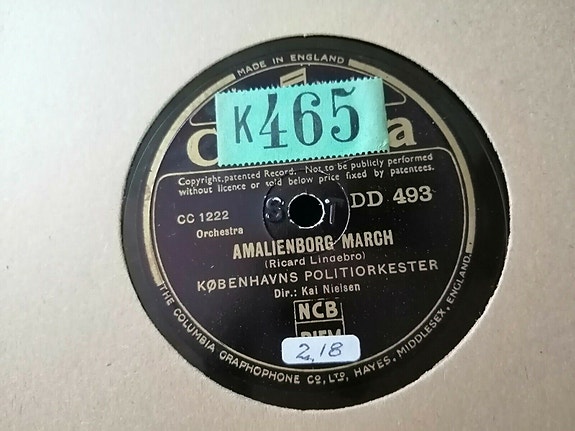 MADE IN ENGLAND
K465
Copyright,patented Record. Not to be publicly performed
without licence or sold below price fixed by patentees.
CC 1222
DD 493
Orchestra
AMALIENBORG MARCH
(Ricard Lindebro)
KØBENHAVNS POLITIORKESTER
Dir.: Kai Nielsen
NCB
BIEM
2,18
THE COLUMBIA GRAPHOPHONE CO., LTD, HAYES, MIDDLESEX, ENGLAND.